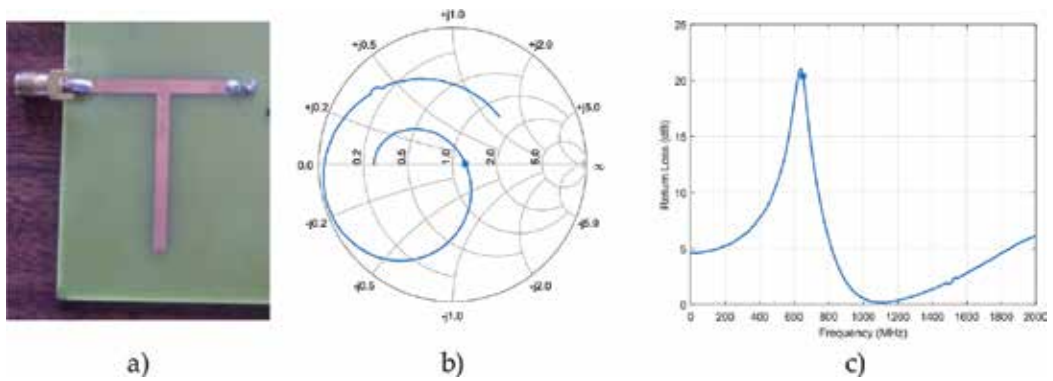 +j1.0
+j0.5
+j2.0
+j0.2
+j5.0
0.0
0.2
0.5
1.0
2.0
5.0
∞
-j0.2
-j5.0
-j0.5
-j2.0
-j1.0
25
20
15
10
5
0
Return Loss (dB)
0 200 400 600 800 1000 1200 1400 1600 1800 2000
Frequency (MHz)
a)
b)
c)